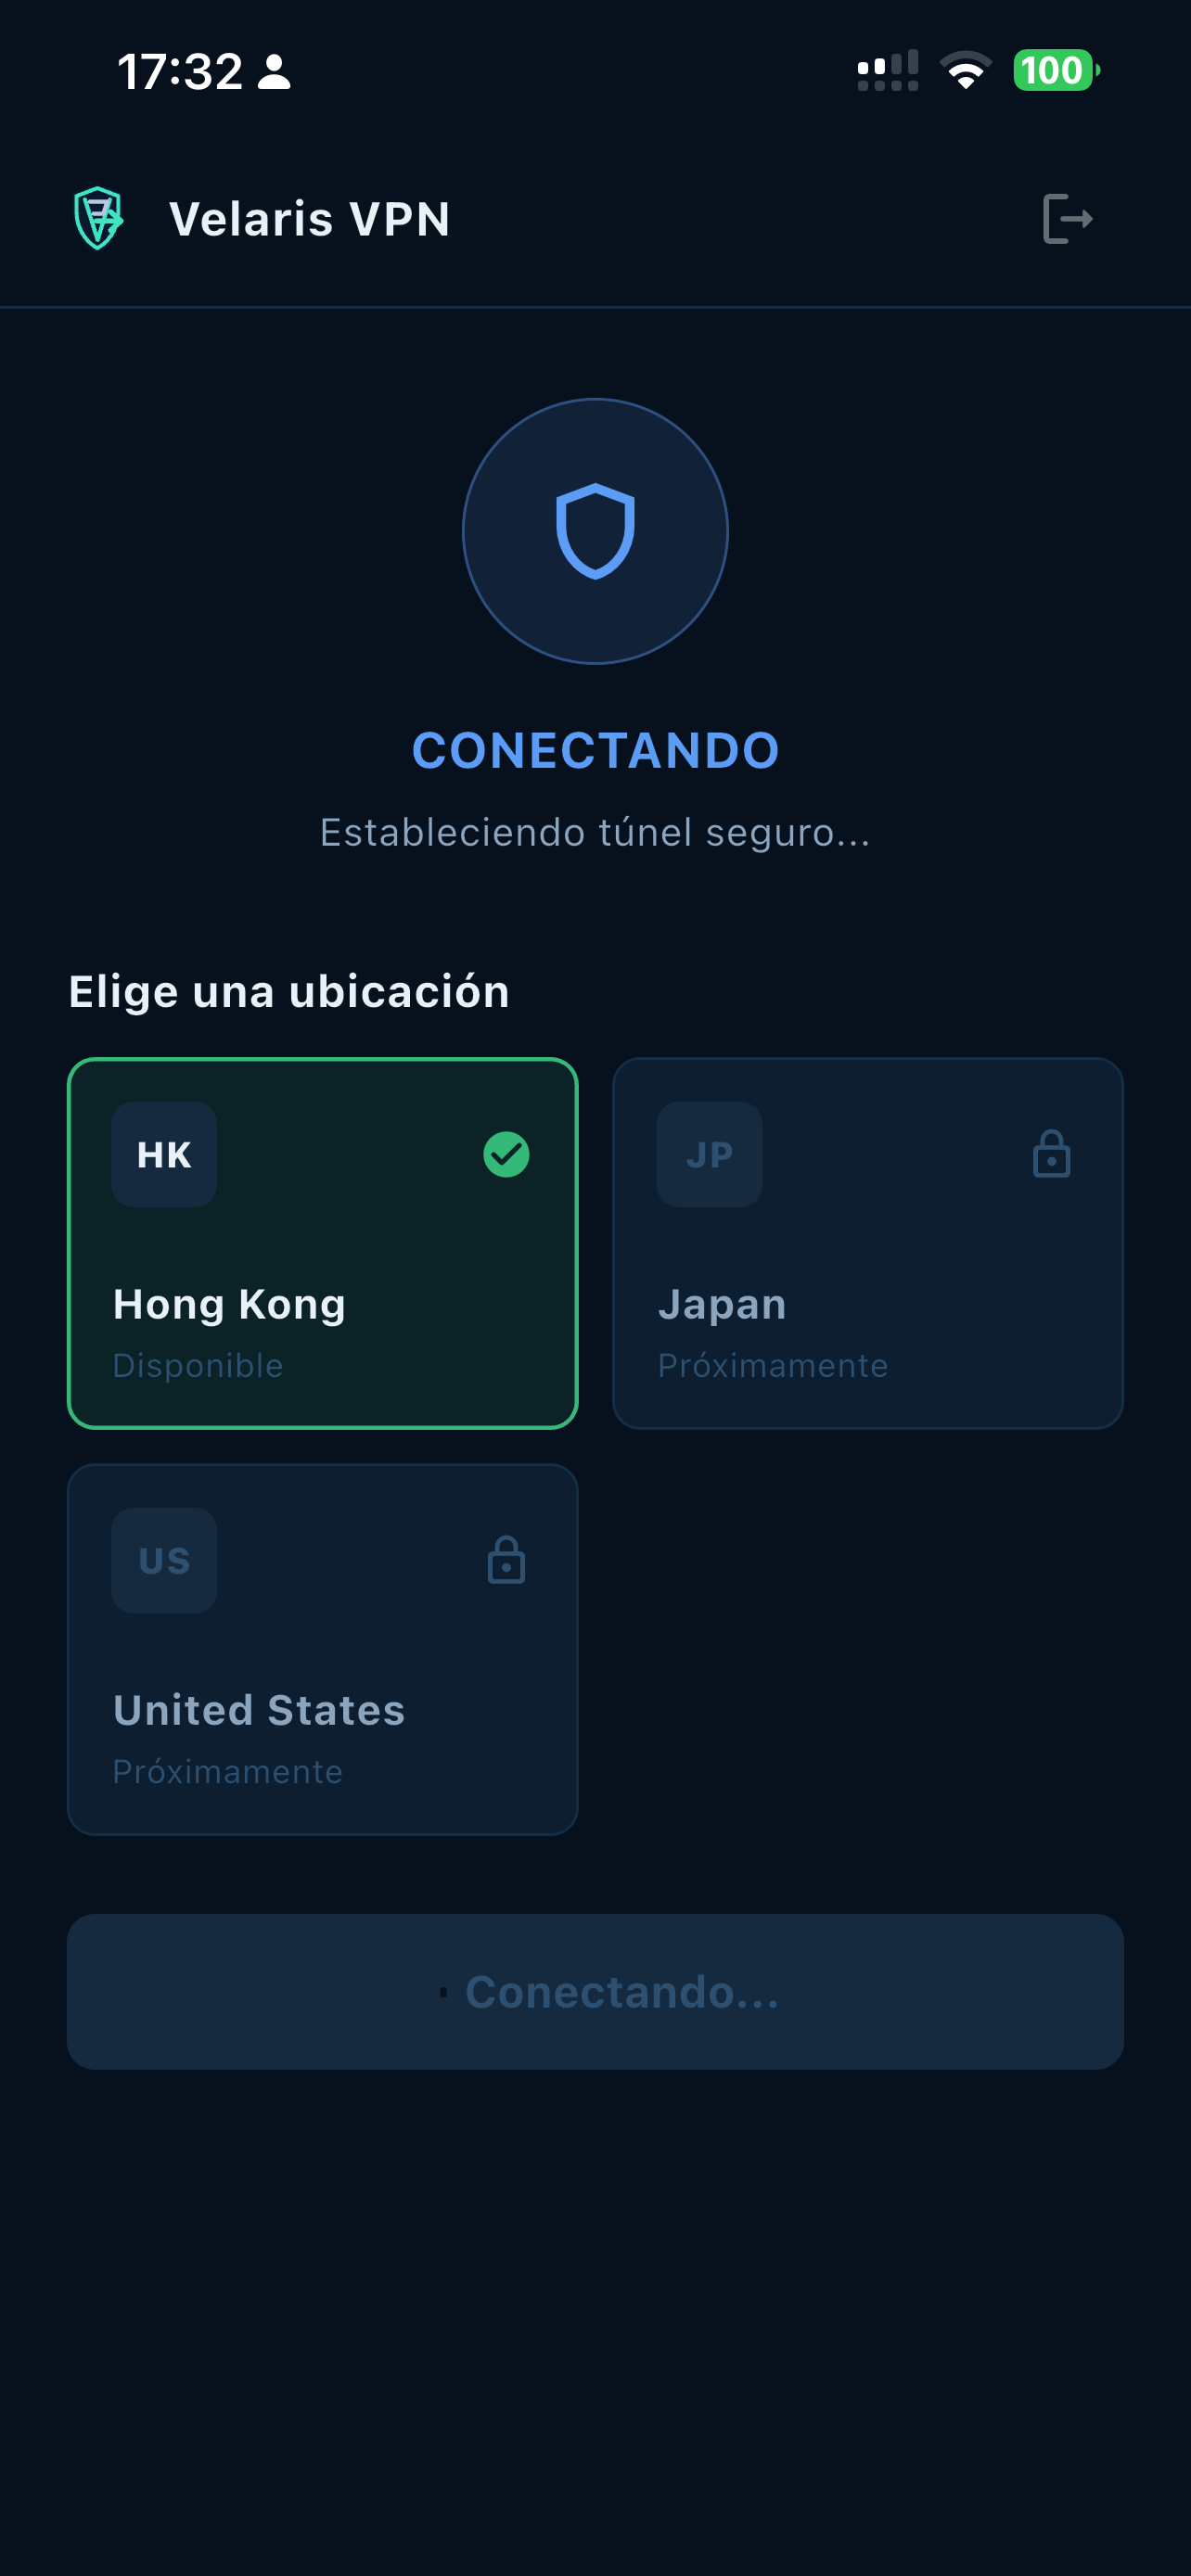 17:32
100
Velaris VPN
CONECTANDO
Estableciendo túnel seguro...
Elige una ubicación
HK
Hong Kong
Disponible
JP
Japan
Próximamente
US
United States
Próximamente
Conectando...